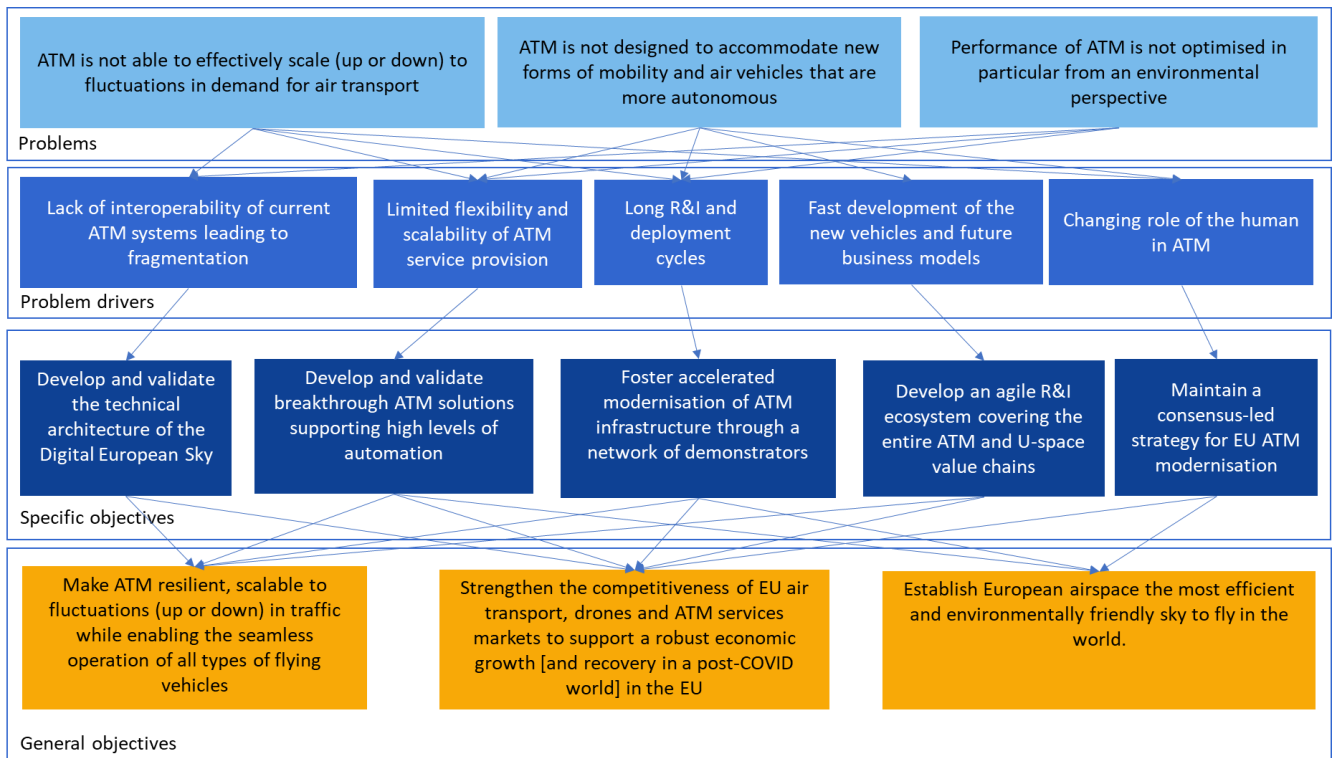 ATM is not able to effectively scale (up or down) to
fluctuations in demand for air transport
ATM is not designed to accommodate new
forms of mobility and air vehicles that are
more autonomous
Performance of ATM is not optimised in
particular from an environmental
perspective
Problems
Lack of interoperability of current
ATM systems leading to
fragmentation
Limited flexibility and
scalability of ATM
service provision
Long R&I and
deployment
cycles
Fast development of the
new vehicles and future
business models
Changing role of the human
in ATM
Problem drivers
Develop and validate
the technical
architecture of the
Digital European Sky
Develop and validate
breakthrough ATM solutions
supporting high levels of
automation
Foster accelerated
modernisation of ATM
infrastructure through a
network of demonstrators
Develop an agile R&I
ecosystem covering the
entire ATM and U-space
value chains
Maintain a
consensus-led
strategy for EU ATM
modernisation
Specific objectives
Make ATM resilient, scalable to
fluctuations (up or down) in traffic
while enabling the seamless
operation of all types of flying
vehicles
Strengthen the competitiveness of EU air
transport, drones and ATM services
markets to support a robust economic
growth [and recovery in a post-COVID
world] in the EU
Establish European airspace the most efficient
and environmentally friendly sky to fly in the
world.
General objectives